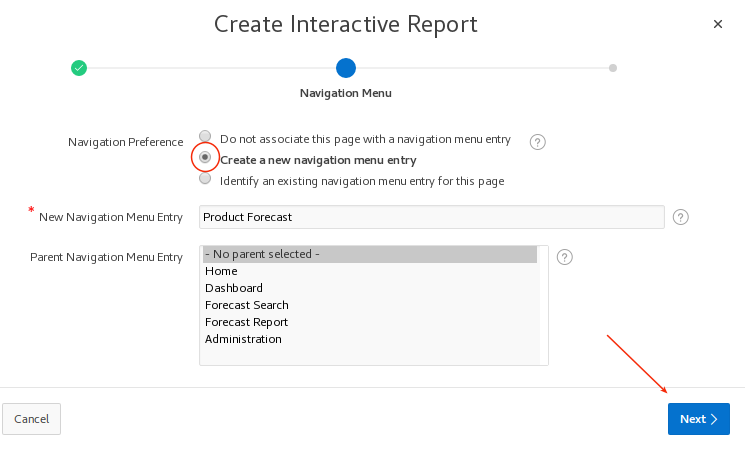 Create Interactive Report
Navigation Menu
Navigation Preference
Do not associate this page with a navigation menu entry
Create a new navigation menu entry
Identify an existing navigation menu entry for this page
* New Navigation Menu Entry
Product Forecast
Parent Navigation Menu Entry
- No parent selected -
Home
Dashboard
Forecast Search
Forecast Report
Administration
Cancel
Next